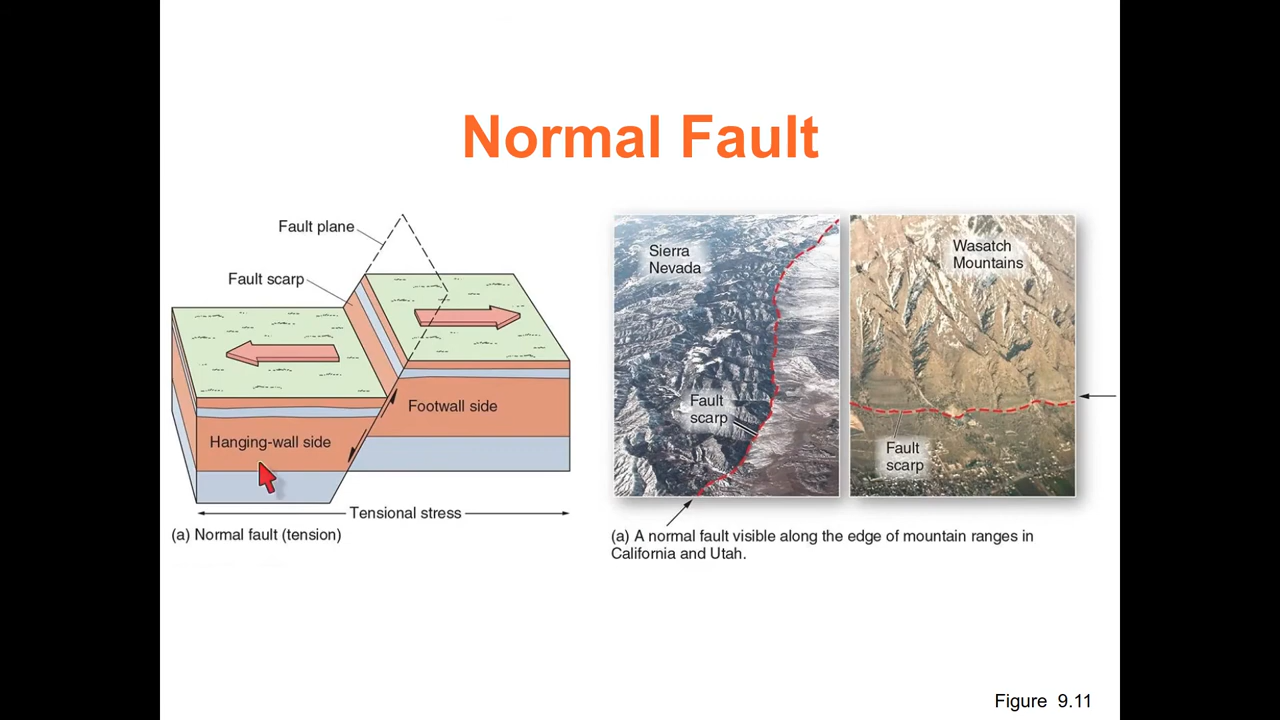 Normal Fault
Fault plane
Fault scarp
Footwall side
Hanging-wall side
Tensional stress
(a) Normal fault (tension)
Sierra
Nevada
Fault
scarp
Wasatch
Mountains
Fault
scarp
(a) A normal fault visible along the edge of mountain ranges in
California and Utah.
Figure 9.11